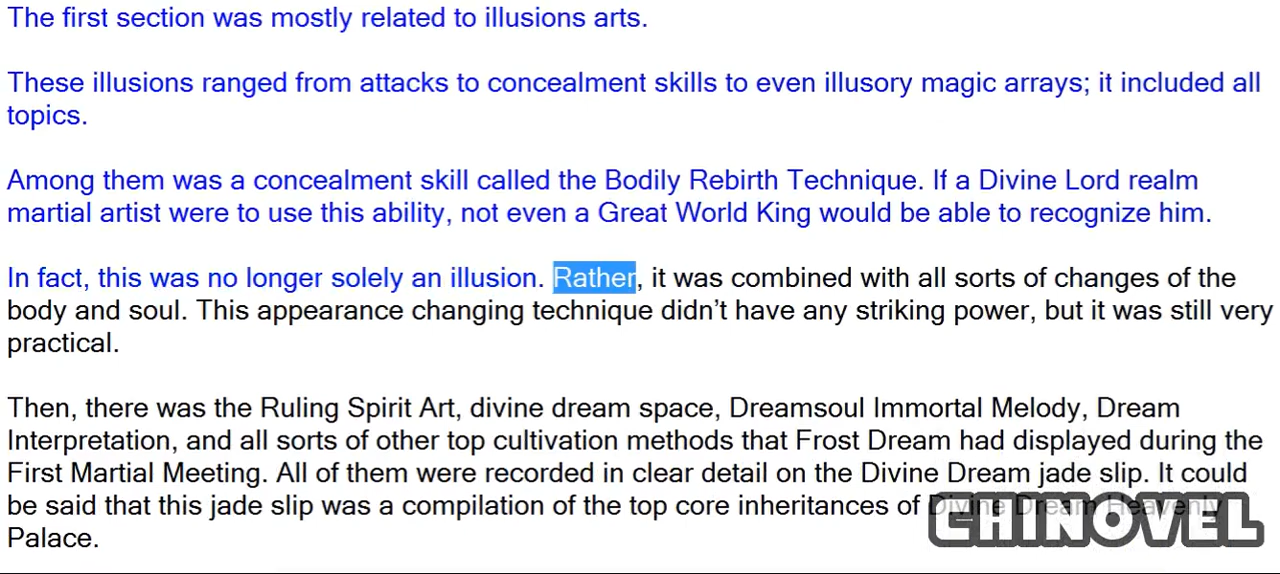 The first section was mostly related to illusions arts.
These illusions ranged from attacks to concealment skills to even illusory magic arrays; it included all
topics.
Among them was a concealment skill called the Bodily Rebirth Technique. If a Divine Lord realm
martial artist were to use this ability, not even a Great World King would be able to recognize him.
In fact, this was no longer solely an illusion. Rather, it was combined with all sorts of changes of the
body and soul. This appearance changing technique didn’t have any striking power, but it was still very
practical.
Then, there was the Ruling Spirit Art, divine dream space, Dreamsoul Immortal Melody, Dream
Interpretation, and all sorts of other top cultivation methods that Frost Dream had displayed during the
First Martial Meeting. All of them were recorded in clear detail on the Divine Dream jade slip. It could
be said that this jade slip was a compilation of the top core inheritances of Divine Dream Heavenly
Palace.
CHINOVEL